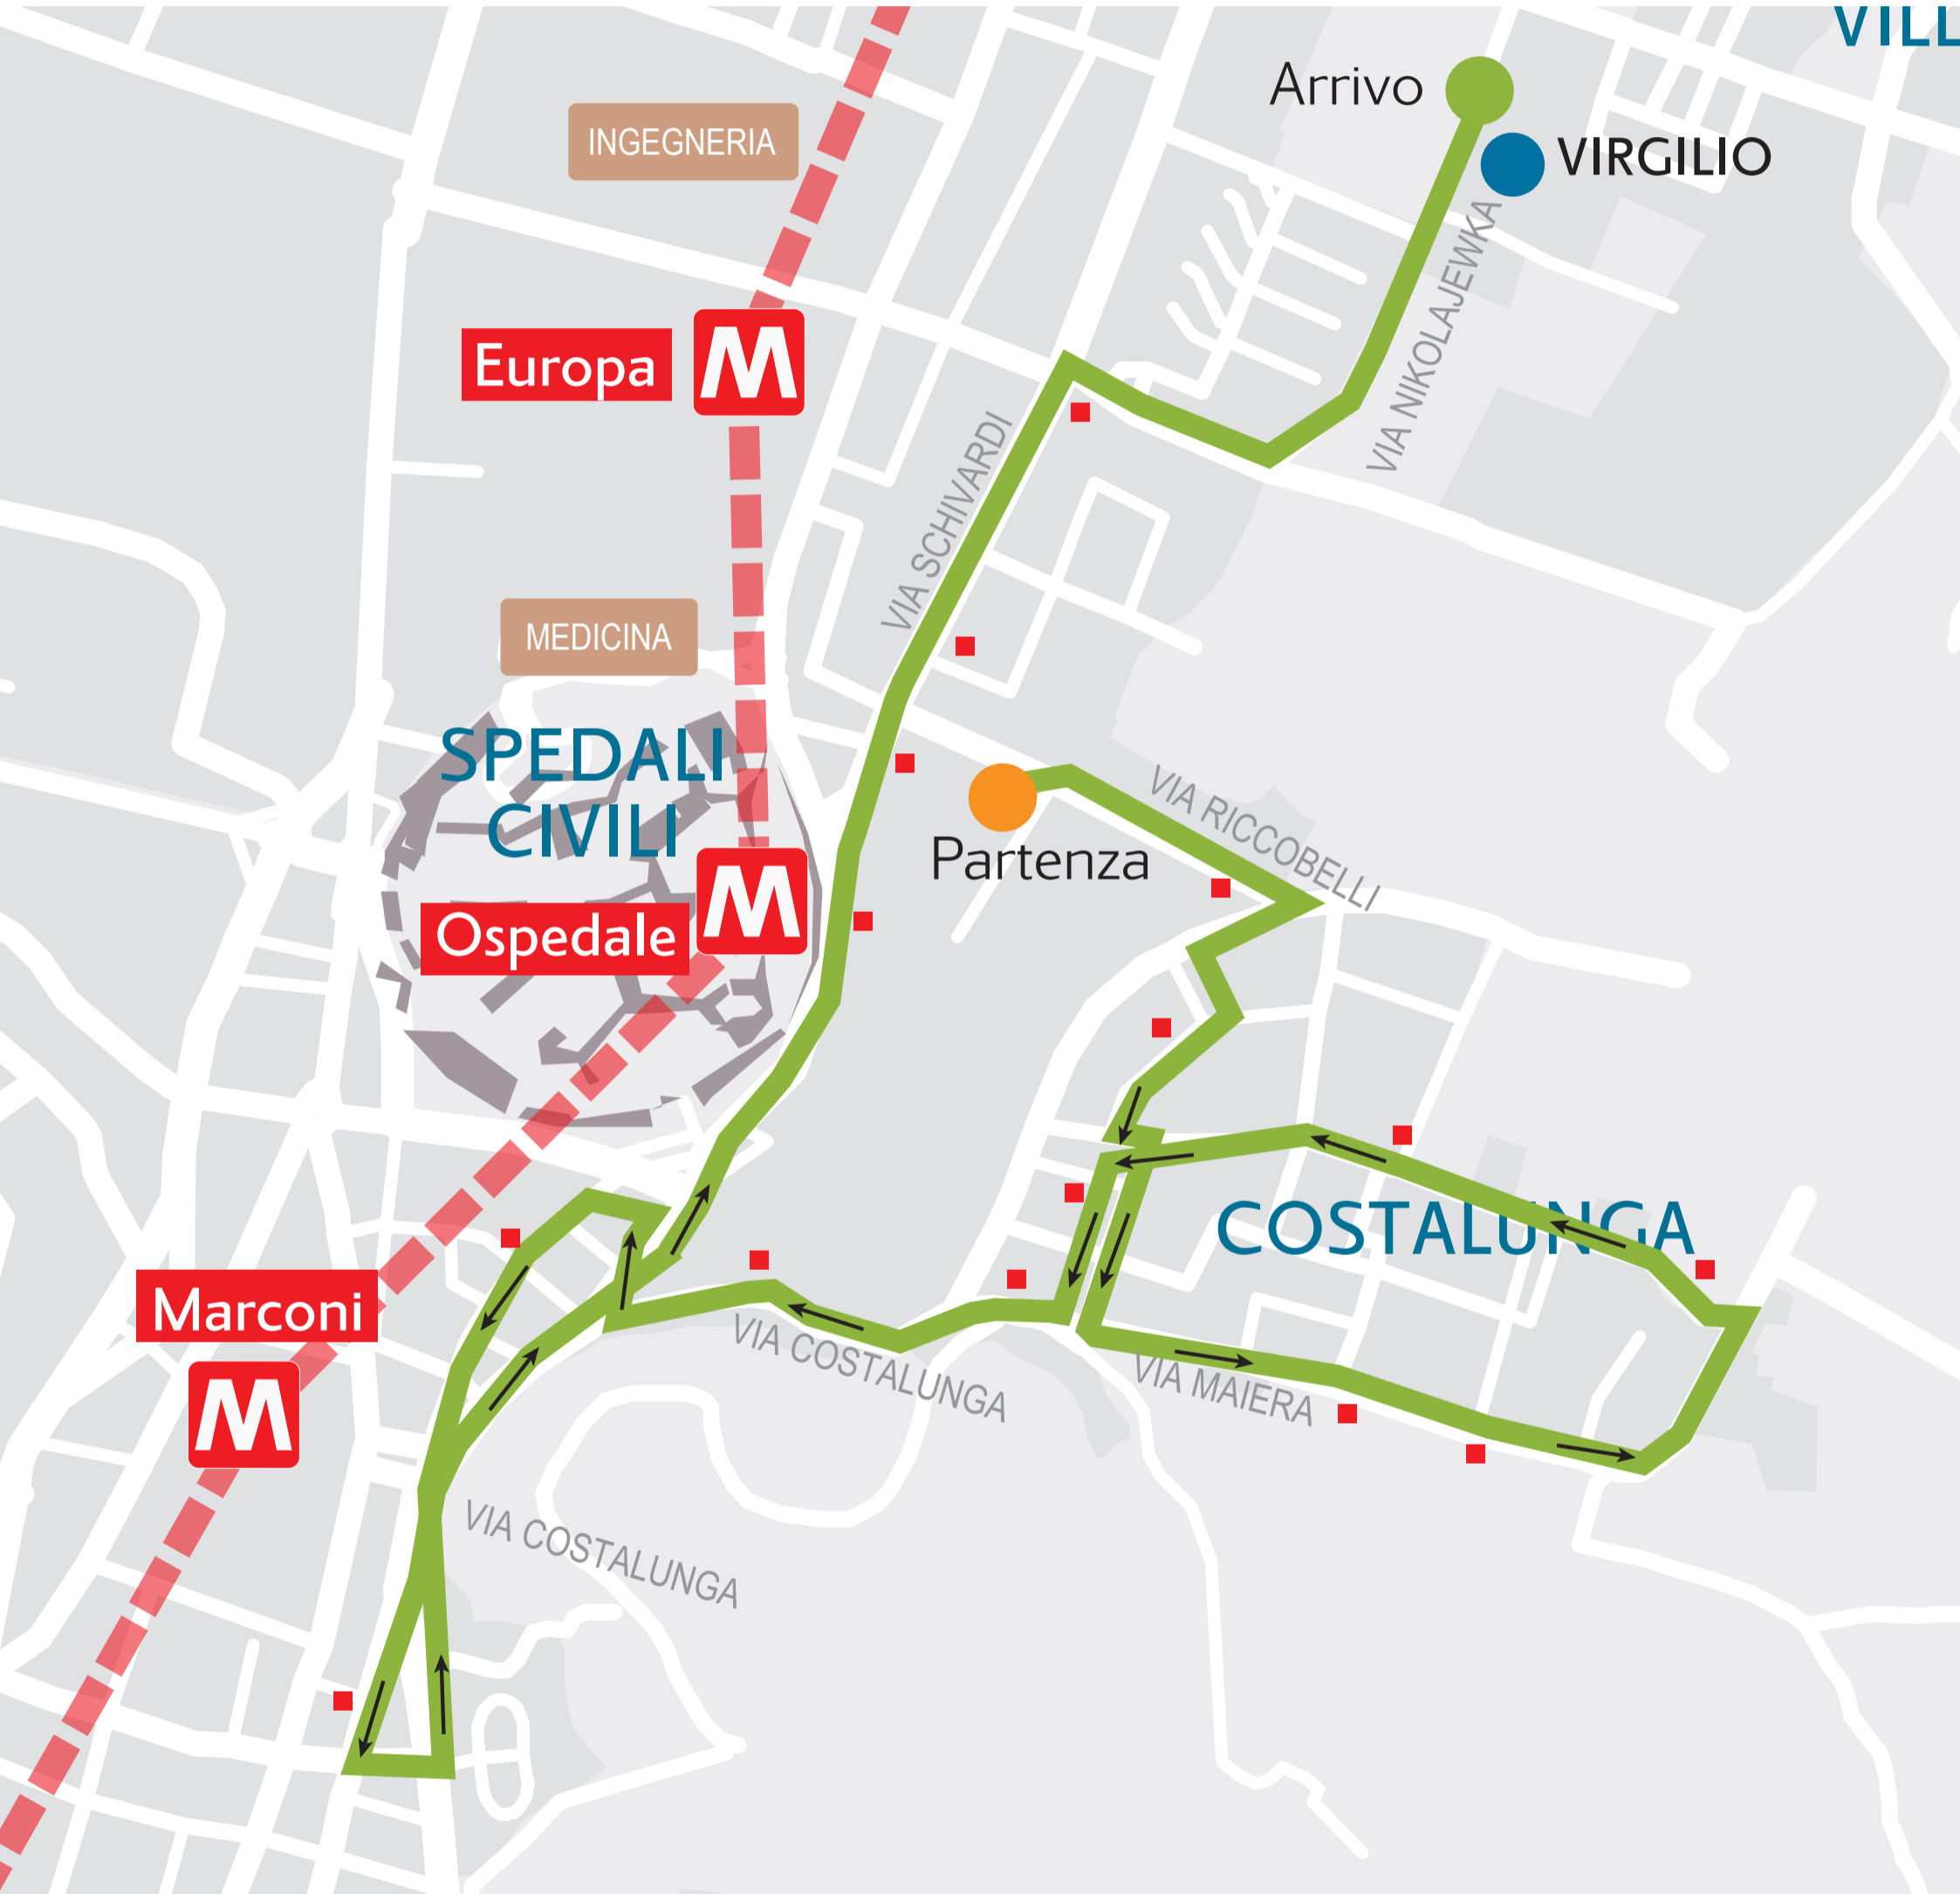 VILL
Arrivo
VIRGILIO
INGEGNERIA
VIA NIKOLAJEWKA
Europa
M
VIA SCHIVARDI
MEDICINA
SPEDALI
CIVILI
VIA RICCOBELLI
Partenza
M
Ospedale
COSTALUNGA
Marconi
M
VIA COSTALUNGA
VIA MAIERA
VIA COSTALUNGA